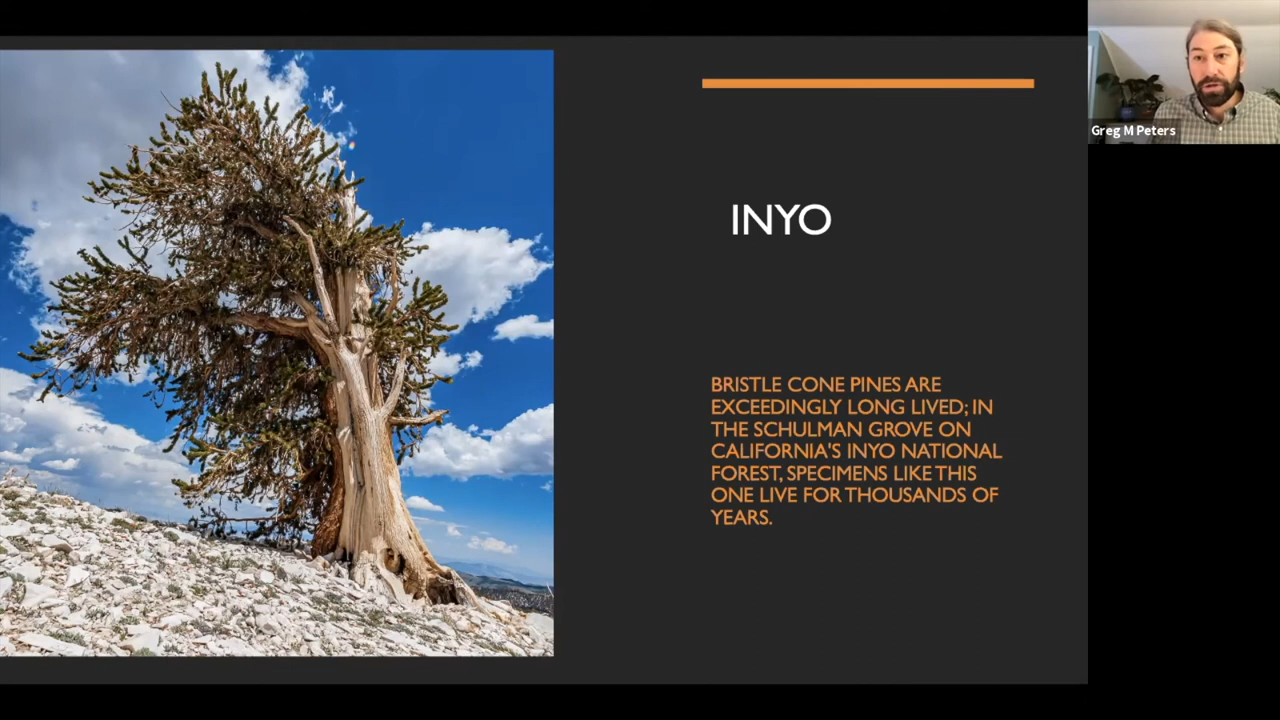 Greg M Peters
INYO
BRISTLE CONE PINES ARE
EXCEEDINGLY LONG LIVED; IN
THE SCHULMAN GROVE ON
CALIFORNIA'S INYO NATIONAL
FOREST, SPECIMENS LIKE THIS
ONE LIVE FOR THOUSANDS OF
YEARS.